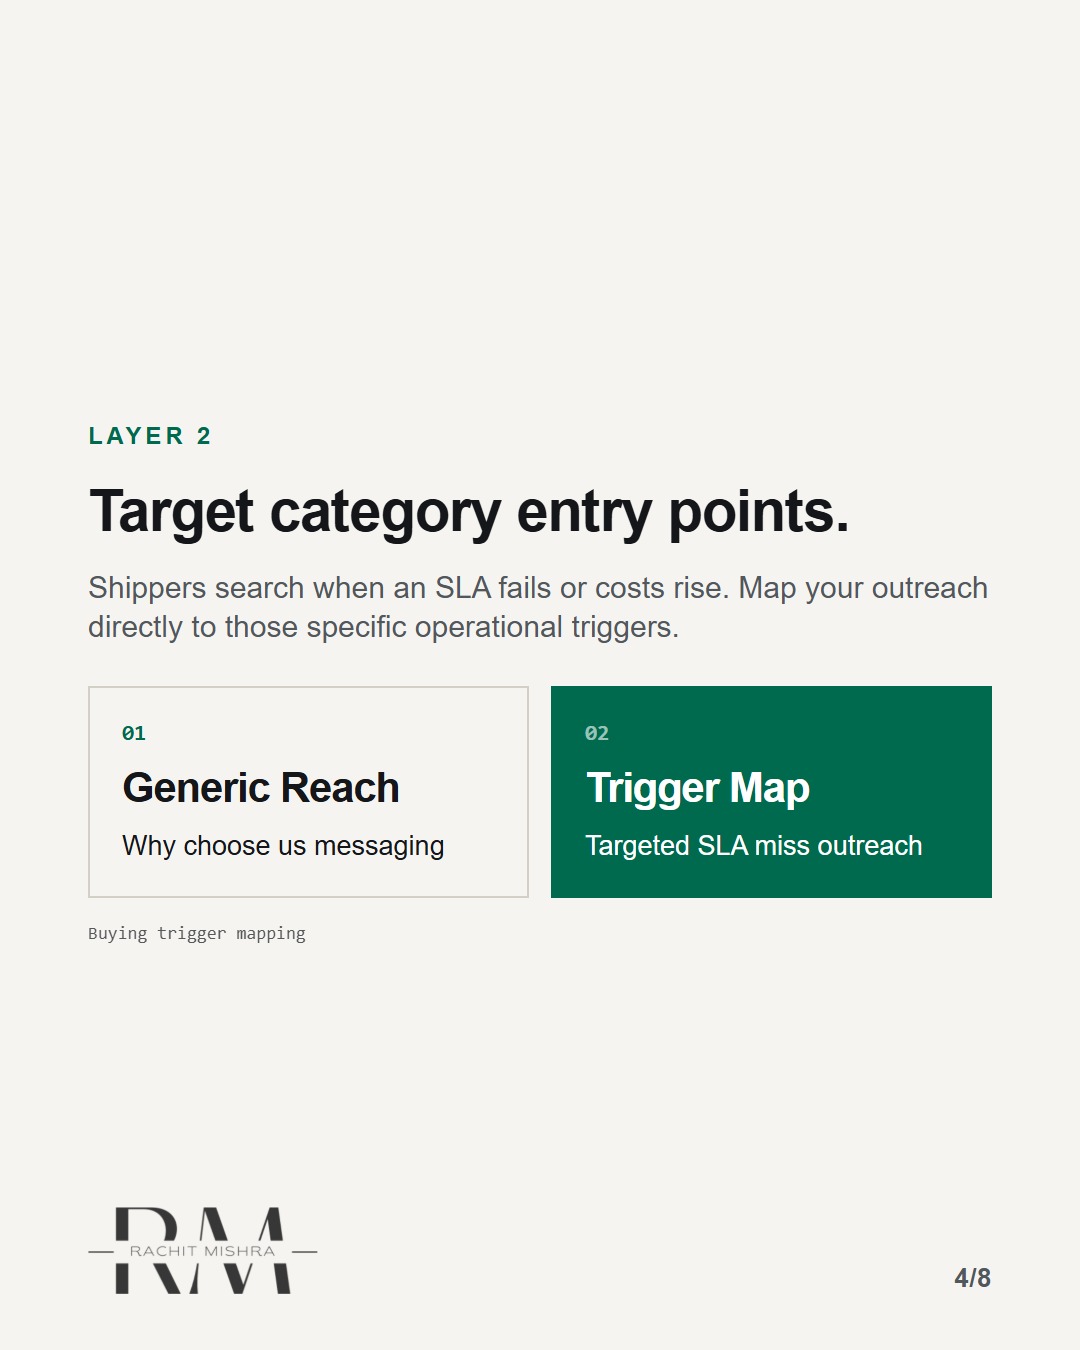 LAYER 2
Target category entry points.
Shippers search when an SLA fails or costs rise. Map your outreach
directly to those specific operational triggers.
01
Generic Reach
Why choose us messaging
02
Trigger Map
Targeted SLA miss outreach
Buying trigger mapping
RM
RACHIT MISHRA
4/8